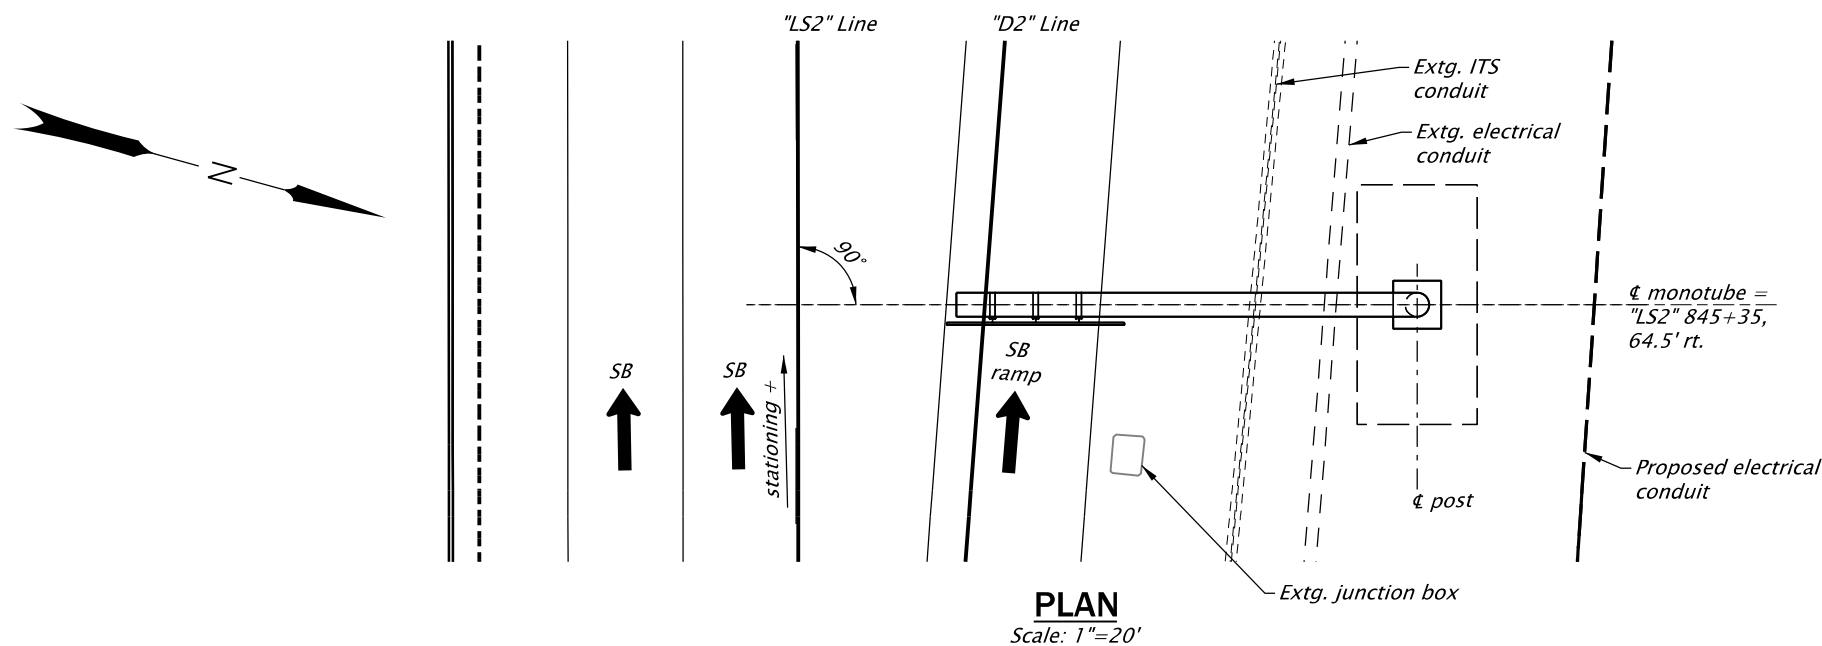 "LS2" Line
"D2" Line
Extg. ITS
conduit
Extg. electrical
conduit
N
90°
℄ monotube =
"LS2" 845+35,
64.5' rt.
SB
SB
SB
ramp
stationing +
Proposed electrical
conduit
℄ post
Extg. junction box
PLAN
Scale: 1"=20'